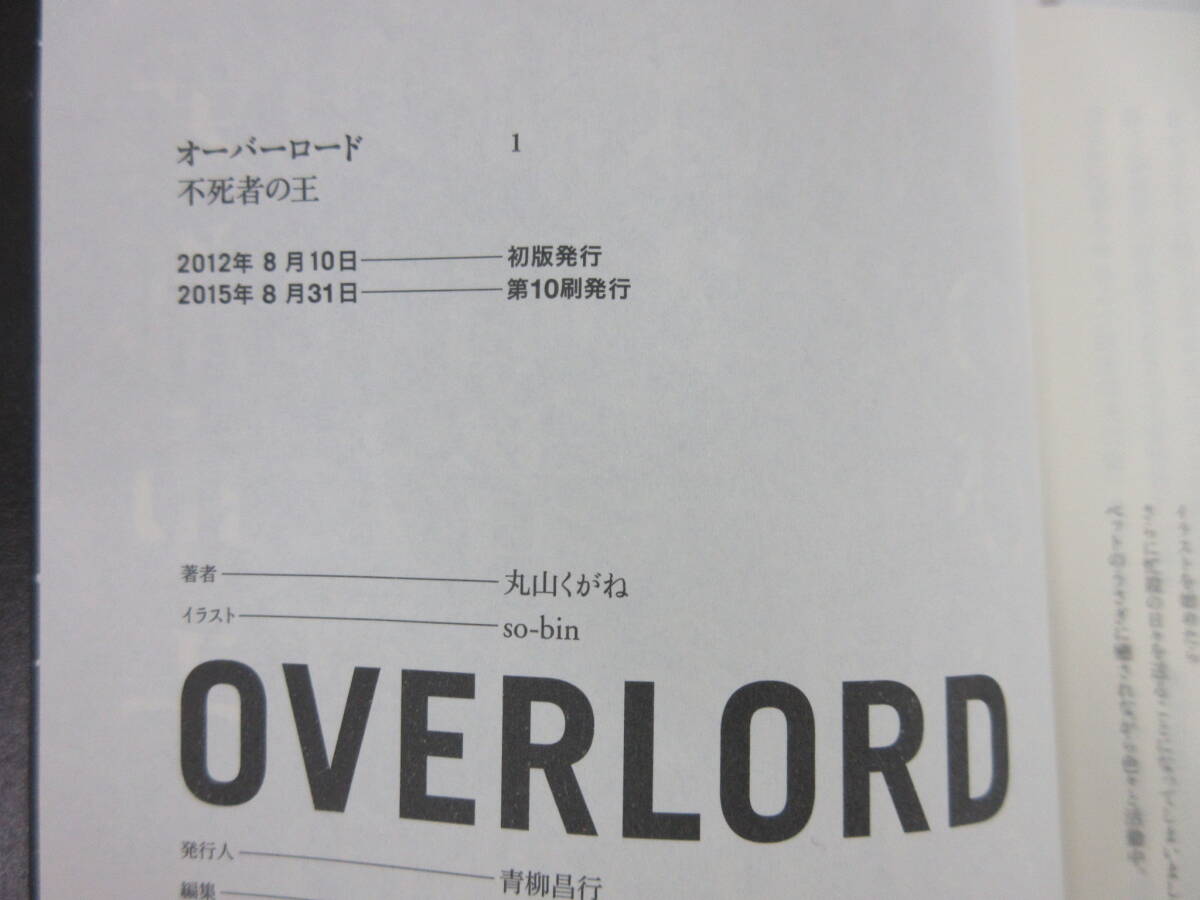 オーバーロード 1
不死者の王
2012年 8 月10日 初版発行
2015年 8 月31日 第10刷発行
著者 丸山くがね
イラスト so-bin
OVERLORD
発行人 青柳昌行
編集